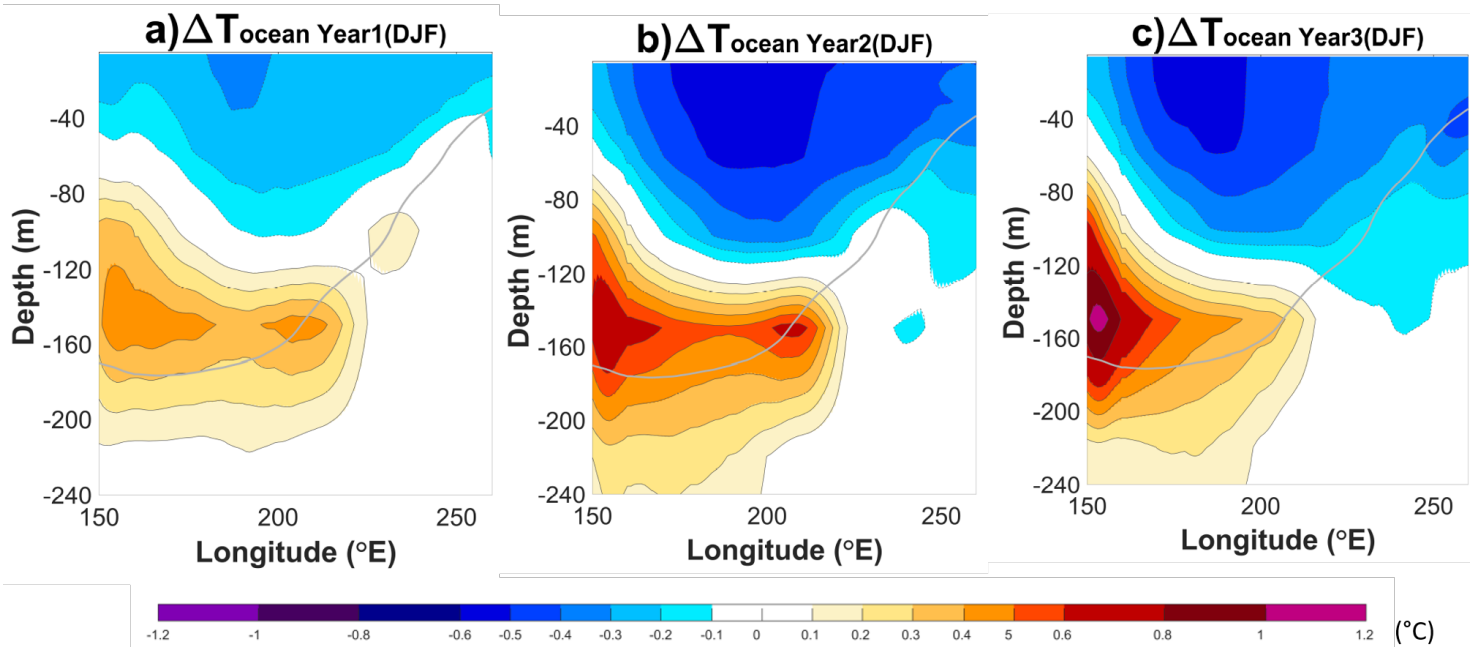 a)ΔTocean Year1(DJF)
b)ΔTocean Year2(DJF)
c)ΔTocean Year3(DJF)
Depth (m)
-40
-80
-120
-160
-200
-240
150
200
250
Longitude (°E)
Depth (m)
-40
-80
-120
-160
-200
-240
150
200
250
Longitude (°E)
Depth (m)
-40
-80
-120
-160
-200
-240
150
200
250
Longitude (°E)
-1.2 -1 -0.8 -0.6 -0.5 -0.4 -0.3 -0.2 -0.1 0 0.1 0.2 0.3 0.4 5 0.6 0.8 1 1.2 (°C)